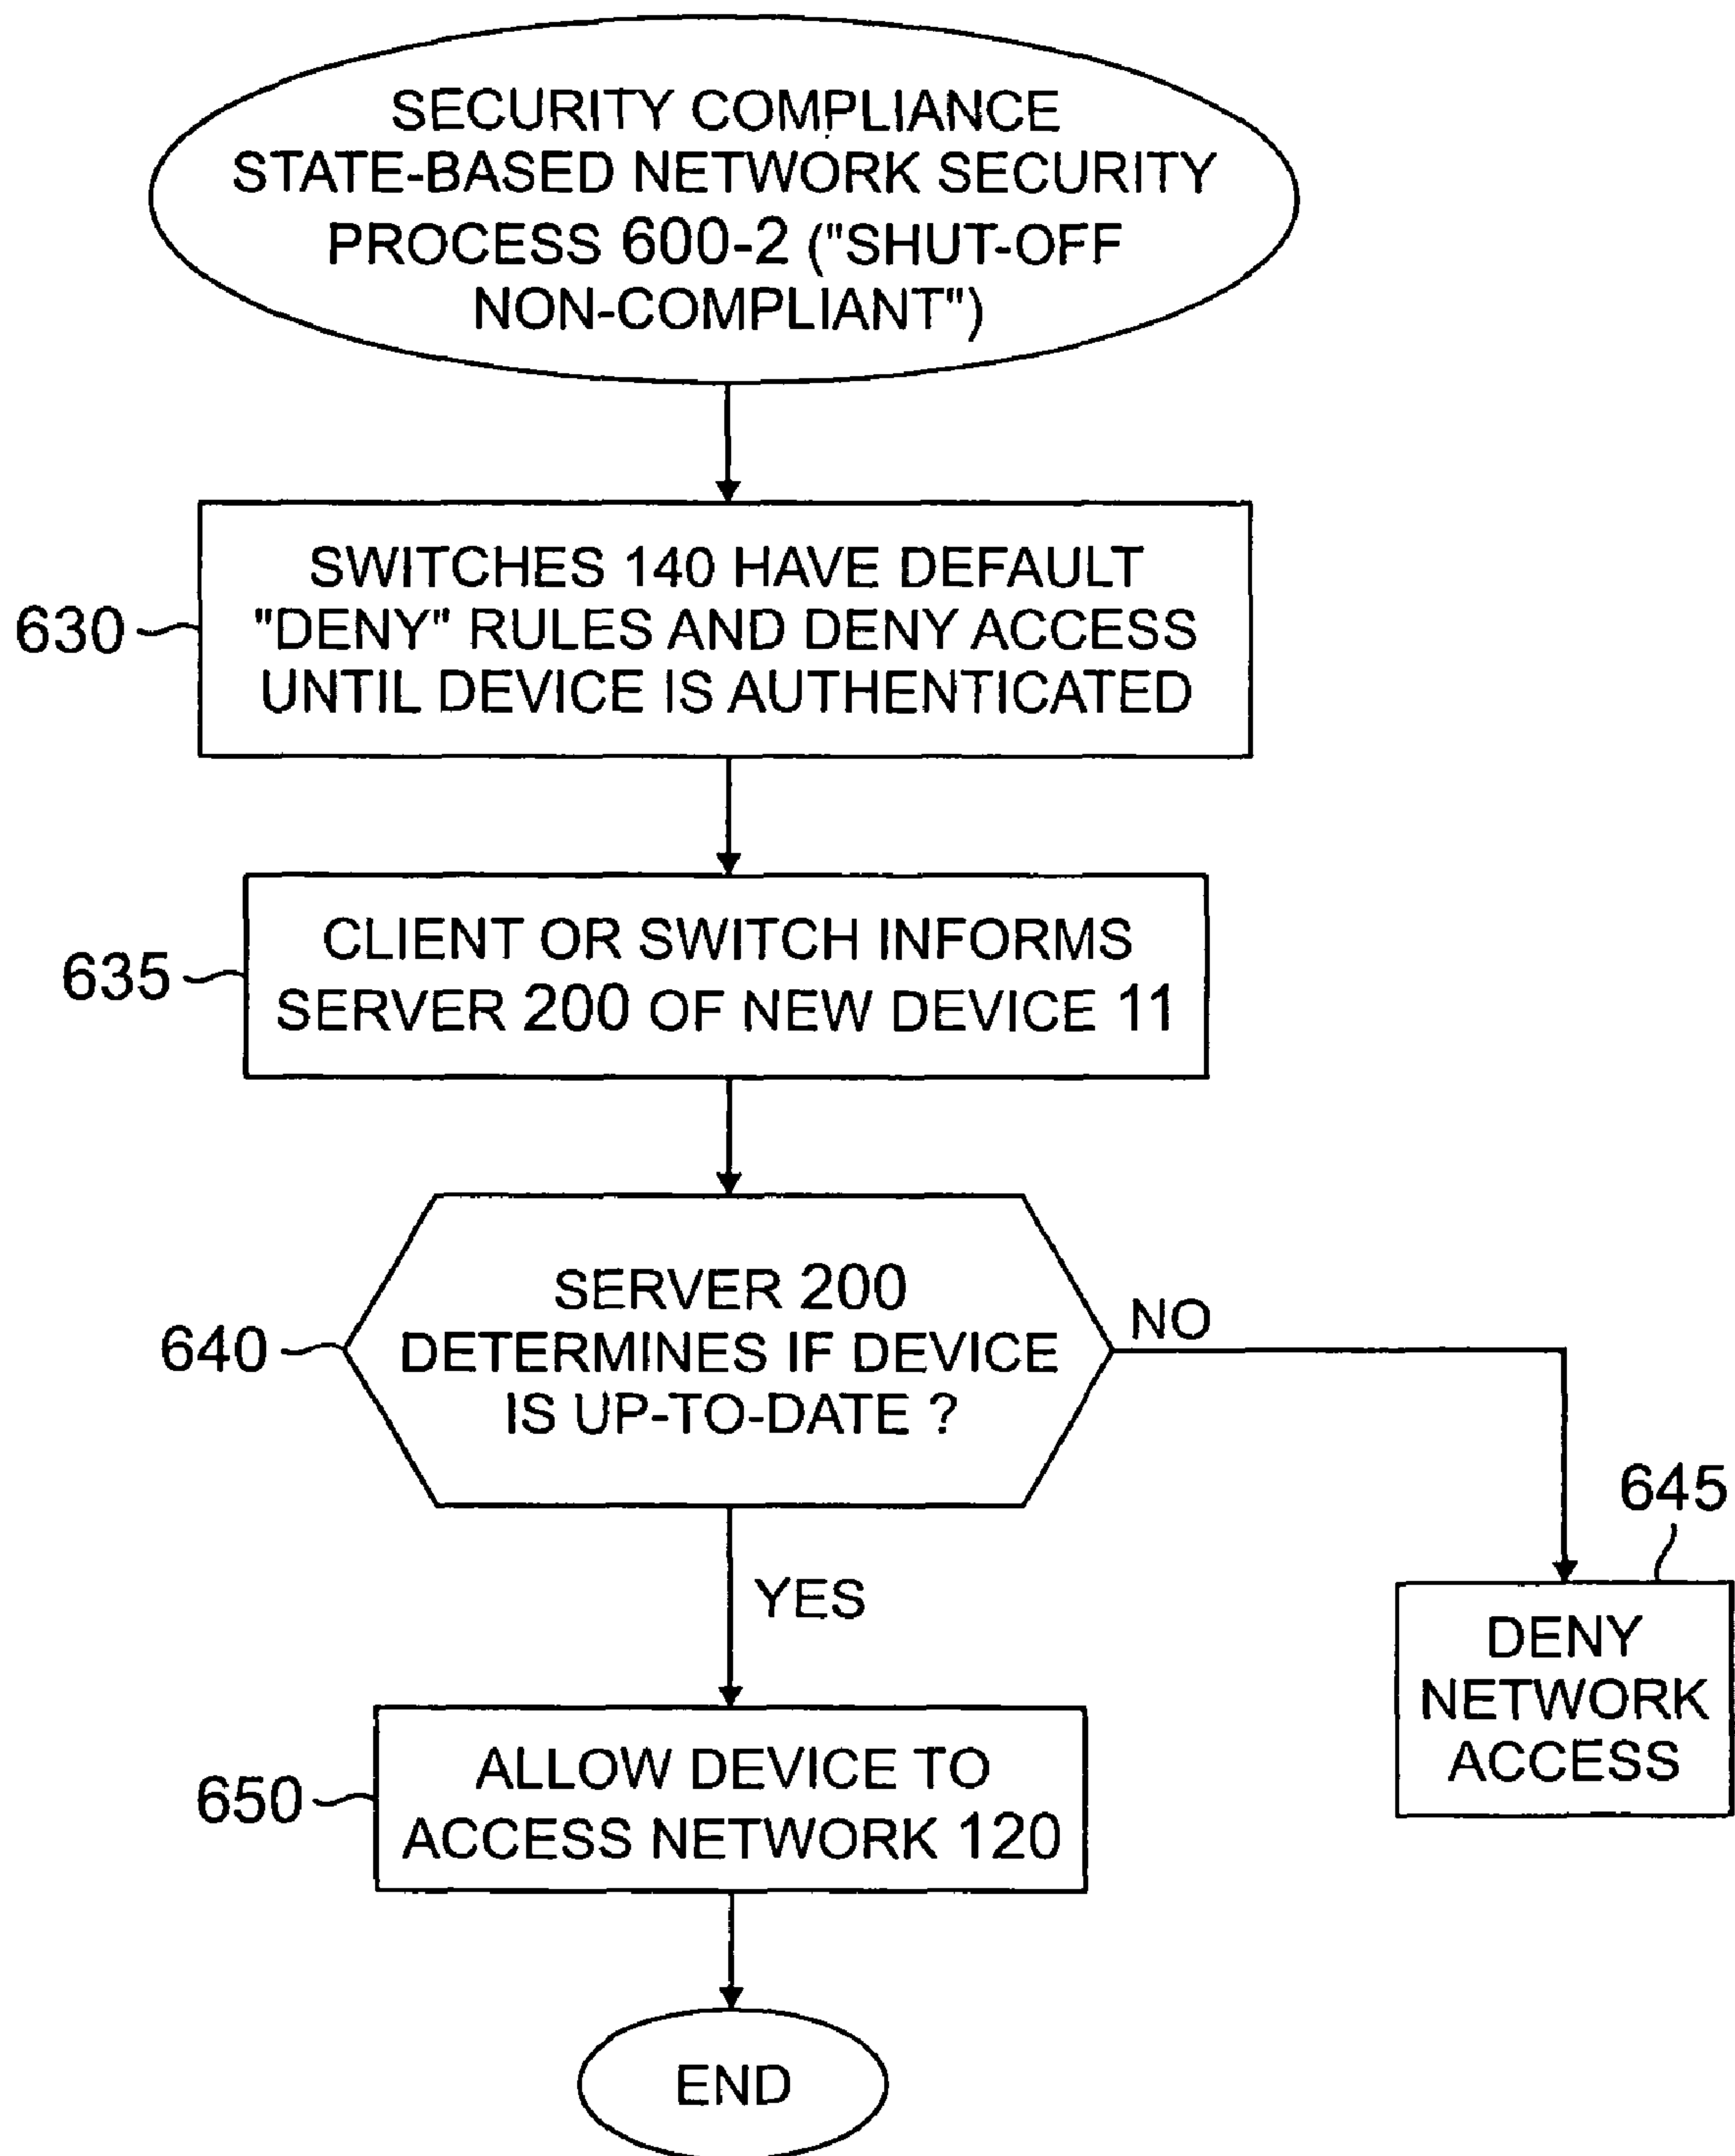 SECURITY COMPLIANCE
STATE-BASED NETWORK SECURITY
PROCESS 600-2 ("SHUT-OFF
NON-COMPLIANT")
630
SWITCHES 140 HAVE DEFAULT
"DENY" RULES AND DENY ACCESS
UNTIL DEVICE IS AUTHENTICATED
635
CLIENT OR SWITCH INFORMS
SERVER 200 OF NEW DEVICE 11
640
SERVER 200
DETERMINES IF DEVICE
IS UP-TO-DATE ?
NO
YES
645
DENY
NETWORK
ACCESS
650
ALLOW DEVICE TO
ACCESS NETWORK 120
END